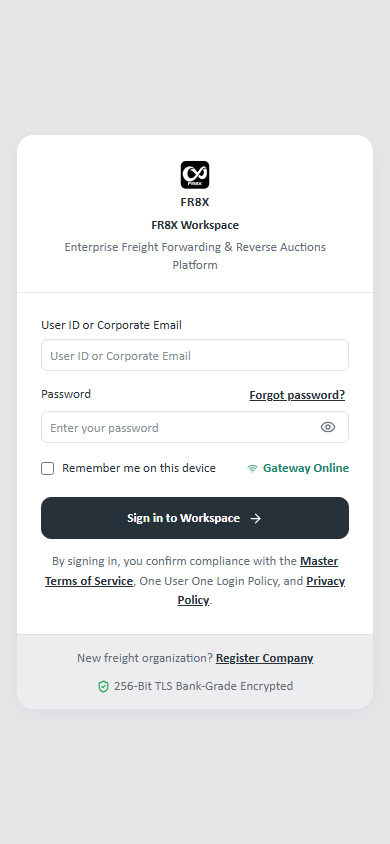 FR8X
FR8X
FR8X Workspace
Enterprise Freight Forwarding & Reverse Auctions
Platform
User ID or Corporate Email
User ID or Corporate Email
Password
Forgot password?
Enter your password
Remember me on this device
Gateway Online
Sign in to Workspace
By signing in, you confirm compliance with the Master
Terms of Service, One User One Login Policy, and Privacy
Policy.
New freight organization? Register Company
256-Bit TLS Bank-Grade Encrypted